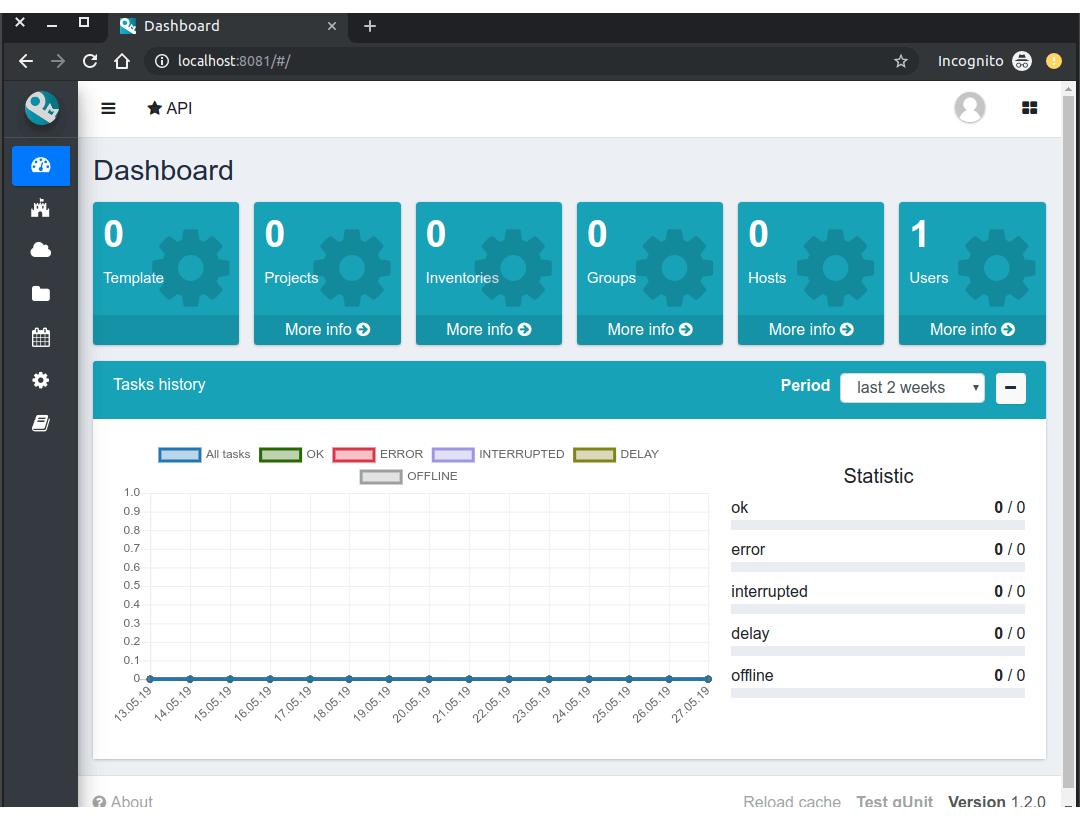 Dashboard
localhost:8081/#/
Incognito
API
Dashboard
0 0 0 0 0 1
Template Projects Inventories Groups Hosts Users
More info More info More info More info More info
Tasks history Period last 2 weeks
All tasks OK ERROR INTERRUPTED DELAY
OFFLINE
1.0
0.9
0.8
0.7
0.6
0.5
0.4
0.3
0.2
0.1
0
13.05.19 14.05.19 15.05.19 16.05.19 17.05.19 18.05.19 19.05.19 20.05.19 21.05.19 22.05.19 23.05.19 24.05.19 25.05.19 26.05.19 27.05.19
Statistic
ok 0 / 0
error 0 / 0
interrupted 0 / 0
delay 0 / 0
offline 0 / 0
About Reload cache Test qUnit Version 1.2.0